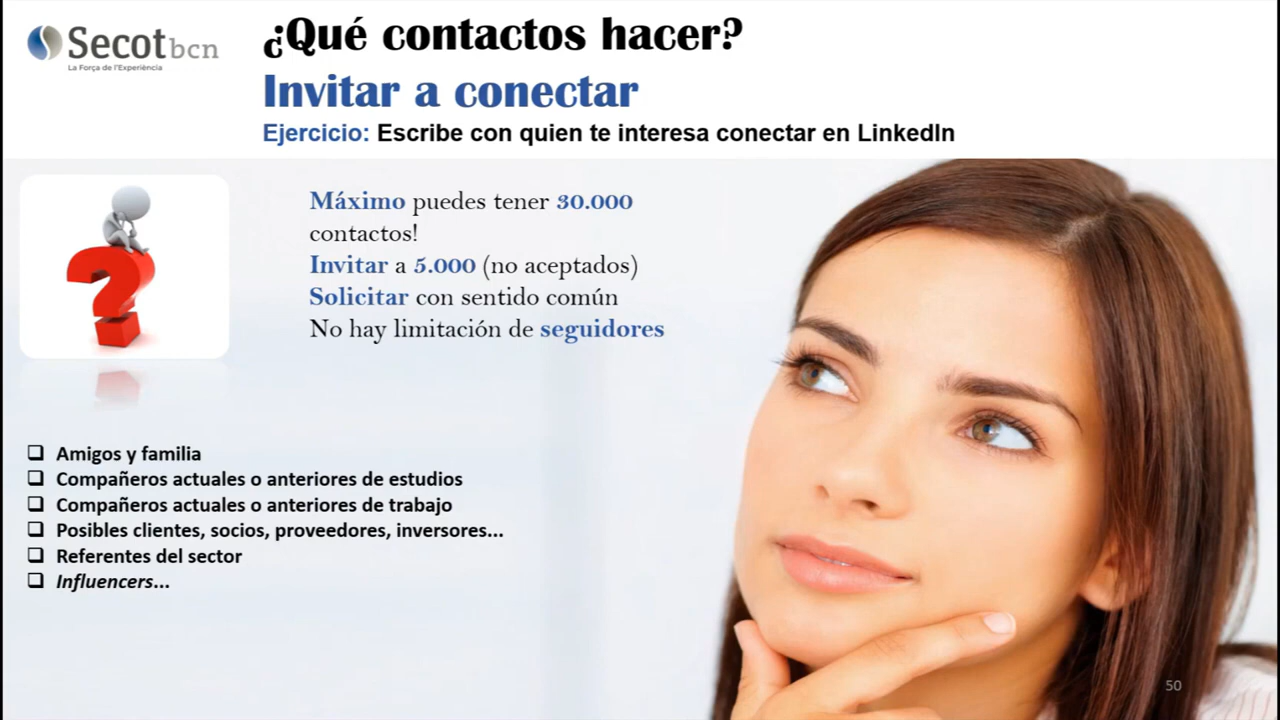 Secot bcn
La Força de l'Experiència
¿Qué contactos hacer?
Invitar a conectar
Ejercicio: Escribe con quien te interesa conectar en LinkedIn
Máximo puedes tener 30.000
contactos!
Invitar a 5.000 (no aceptados)
Solicitar con sentido común
No hay limitación de seguidores
Amigos y familia
Compañeros actuales o anteriores de estudios
Compañeros actuales o anteriores de trabajo
Posibles clientes, socios, proveedores, inversores...
Referentes del sector
Influencers...
50